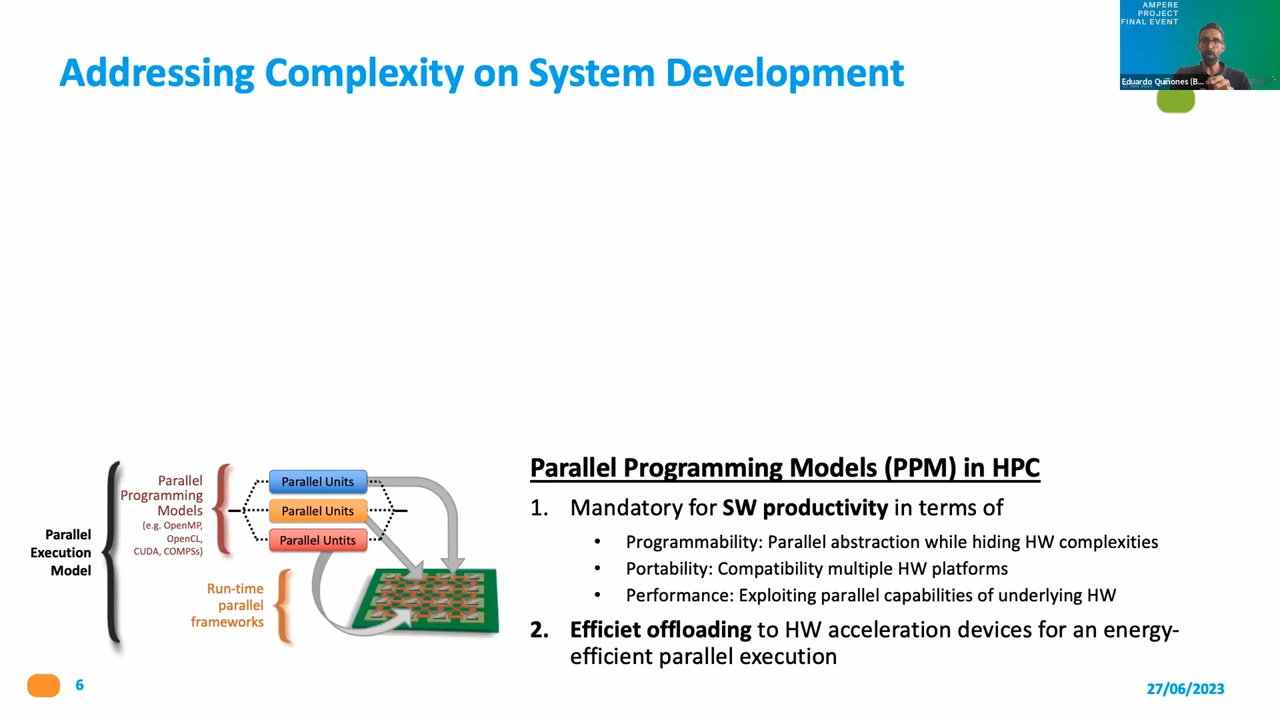 AMPERE
PROJECT
FINAL EVENT
Eduardo Quiñones (B...
Addressing Complexity on System Development
Parallel
Execution
Model
Parallel
Programming
Models
(e.g. OpenMP,
OpenCL,
CUDA, COMPSs)
Run-time
parallel
frameworks
Parallel Units
Parallel Units
Parallel Untits
Parallel Programming Models (PPM) in HPC
1. Mandatory for SW productivity in terms of
• Programmability: Parallel abstraction while hiding HW complexities
• Portability: Compatibility multiple HW platforms
• Performance: Exploiting parallel capabilities of underlying HW
2. Efficiet offloading to HW acceleration devices for an energy-
efficient parallel execution
6
27/06/2023